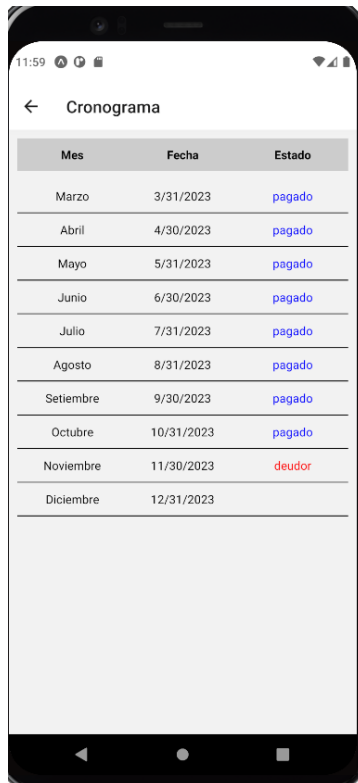 11:59
Cronograma
Mes Fecha Estado
Marzo 3/31/2023 pagado
Abril 4/30/2023 pagado
Mayo 5/31/2023 pagado
Junio 6/30/2023 pagado
Julio 7/31/2023 pagado
Agosto 8/31/2023 pagado
Setiembre 9/30/2023 pagado
Octubre 10/31/2023 pagado
Noviembre 11/30/2023 deudor
Diciembre 12/31/2023